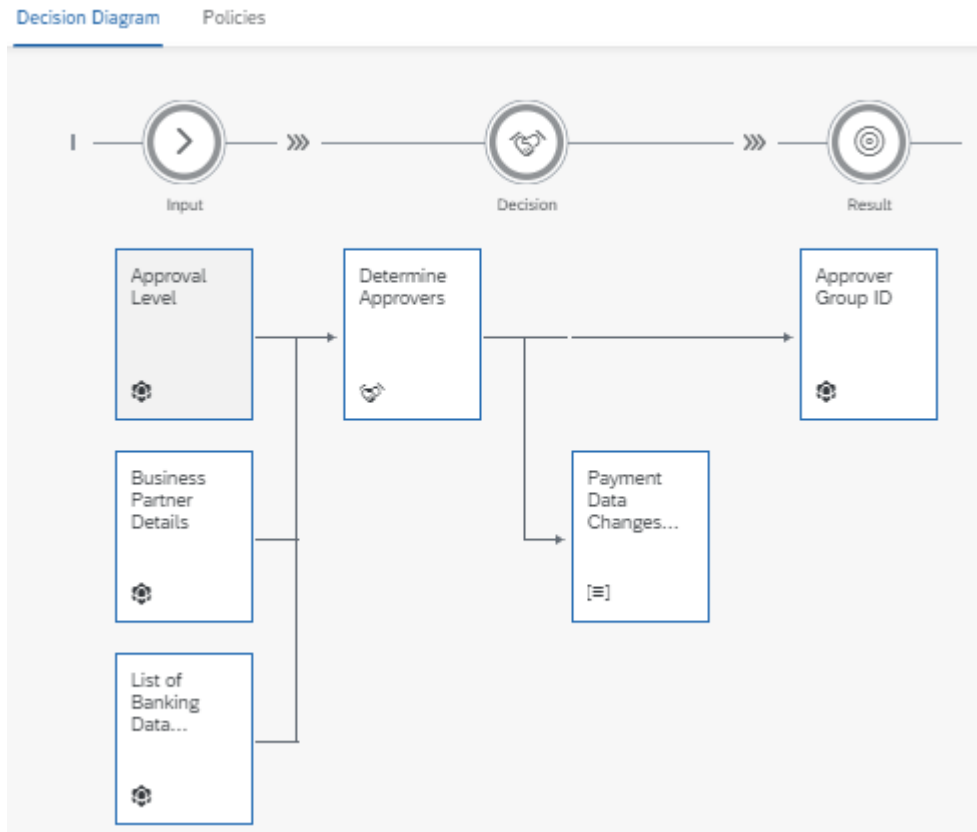 Decision Diagram
Policies
Input
Decision
Result
Approval
Level
Determine
Approvers
Approver
Group ID
Business
Partner
Details
Payment
Data
Changes...
List of
Banking
Data...